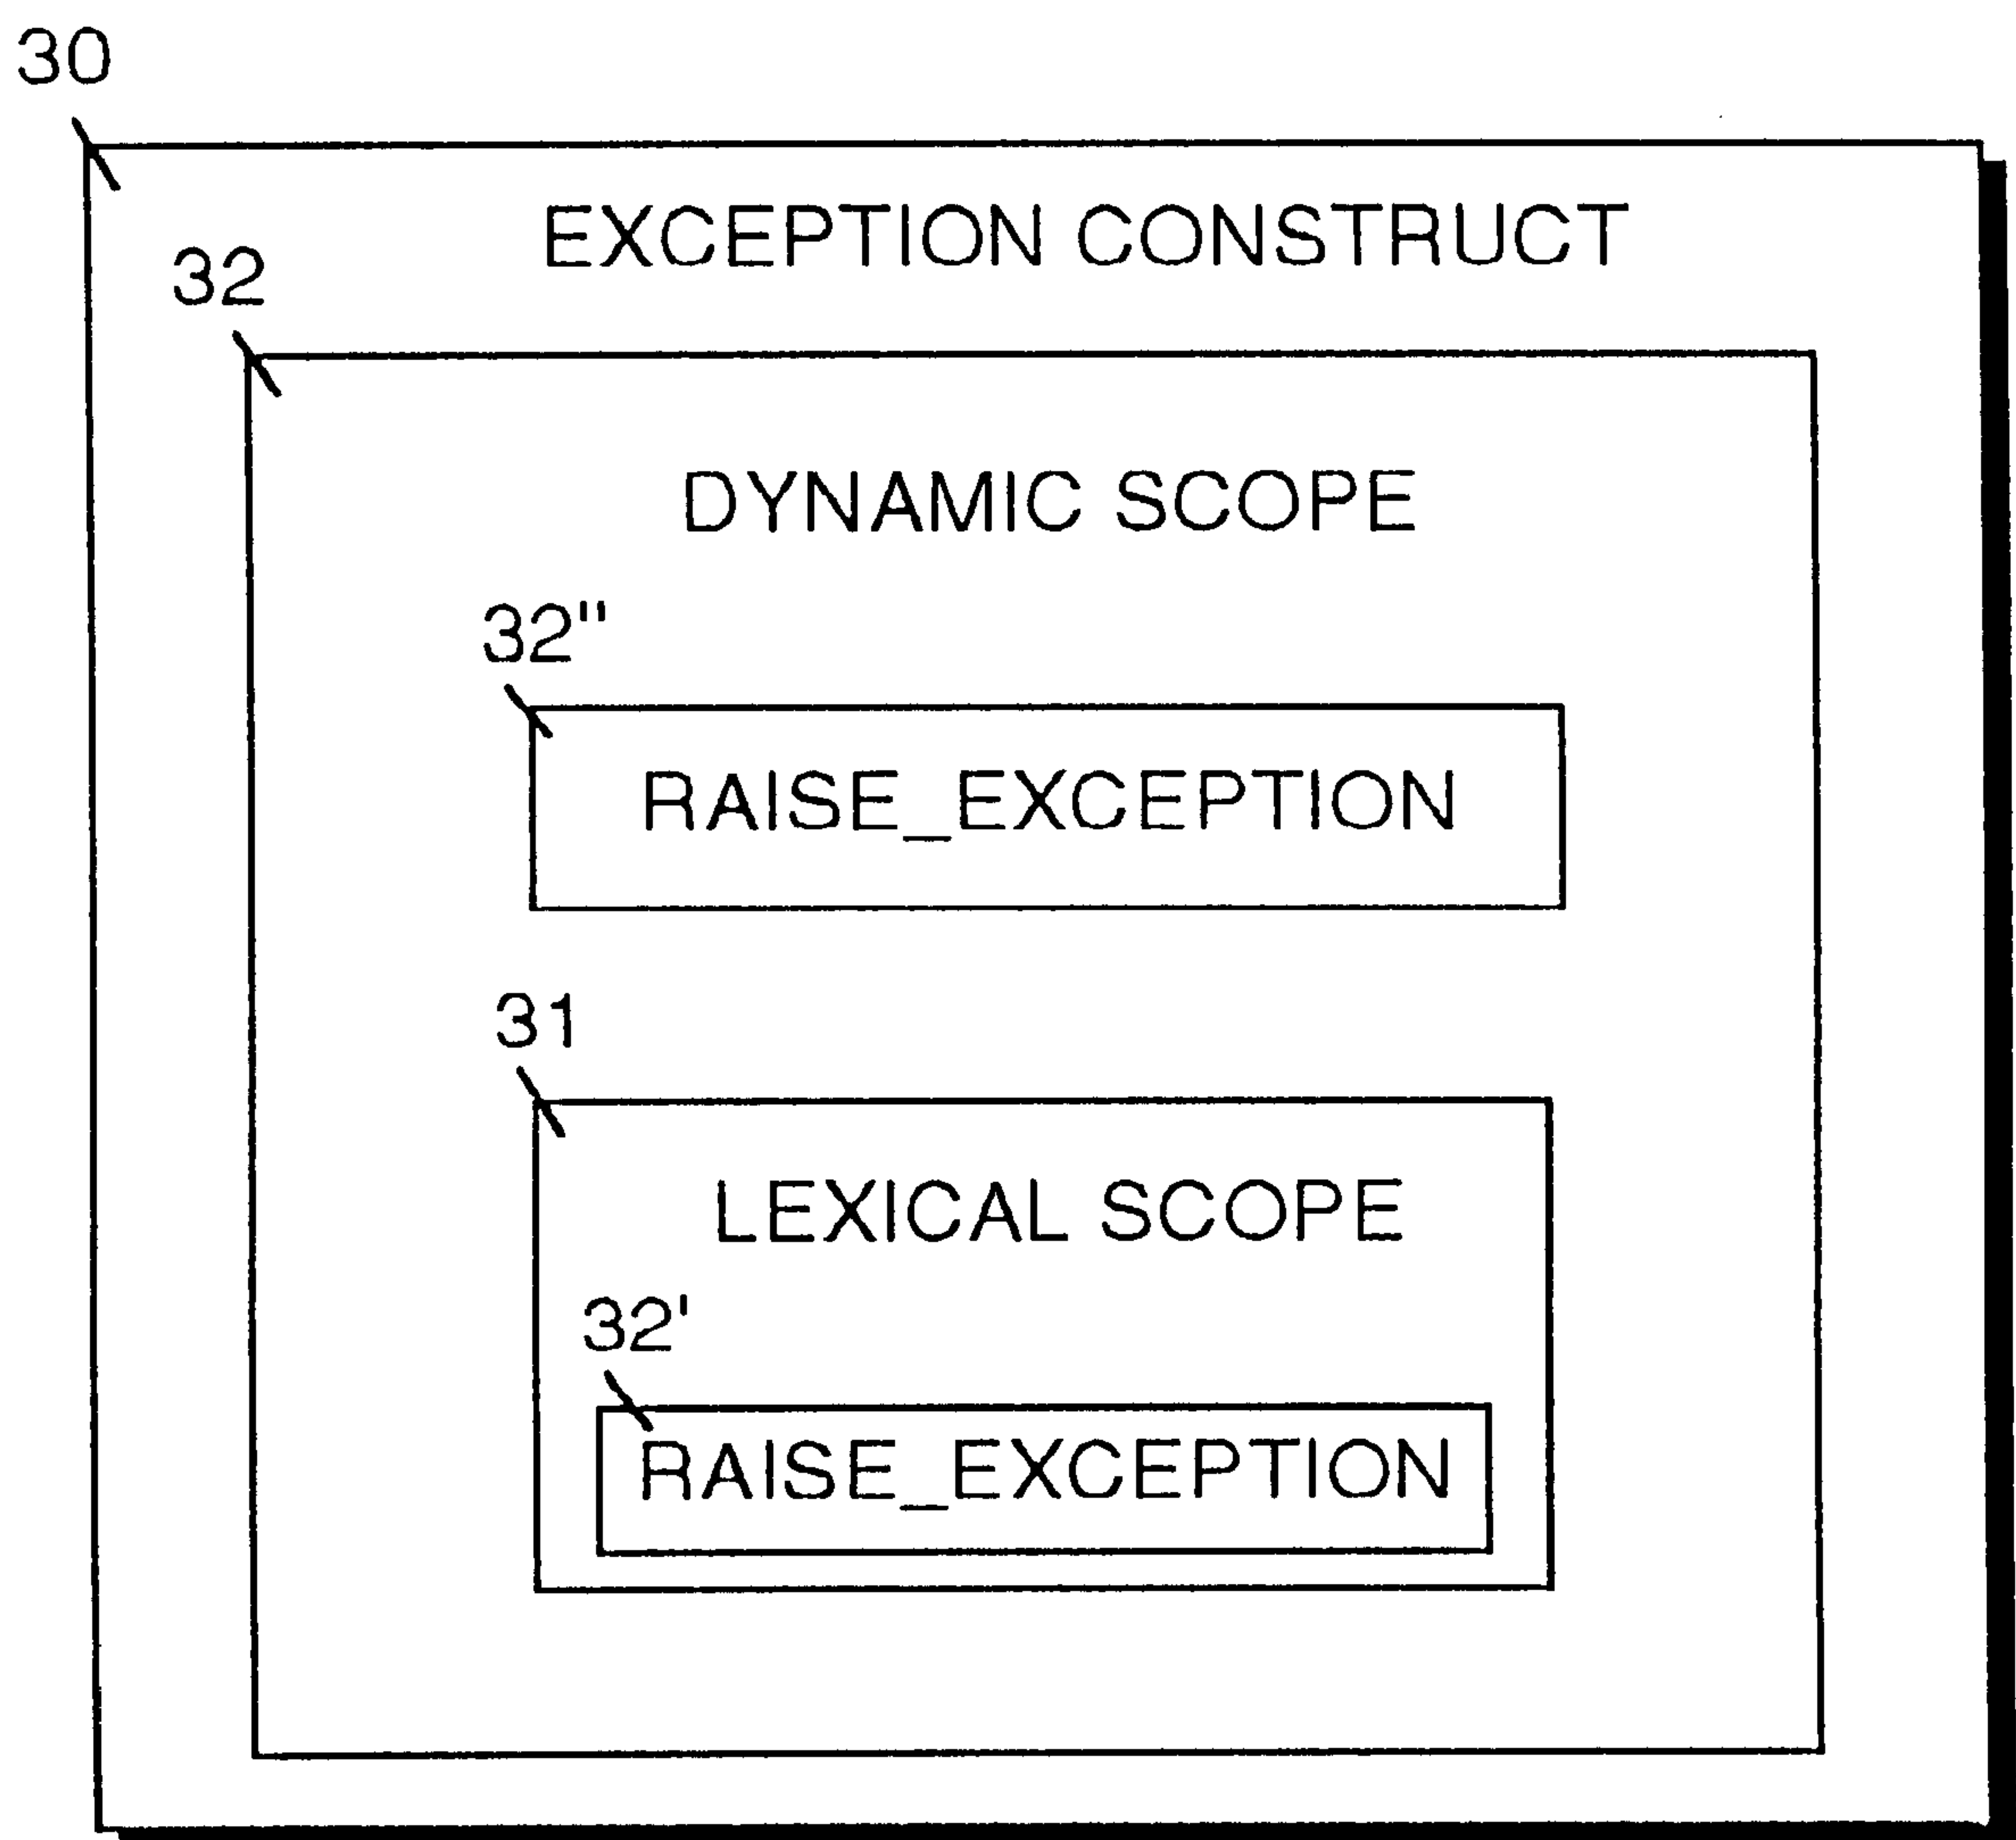 30
EXCEPTION CONSTRUCT
32
DYNAMIC SCOPE
32"
RAISE_EXCEPTION
31
LEXICAL SCOPE
32'
RAISE_EXCEPTION